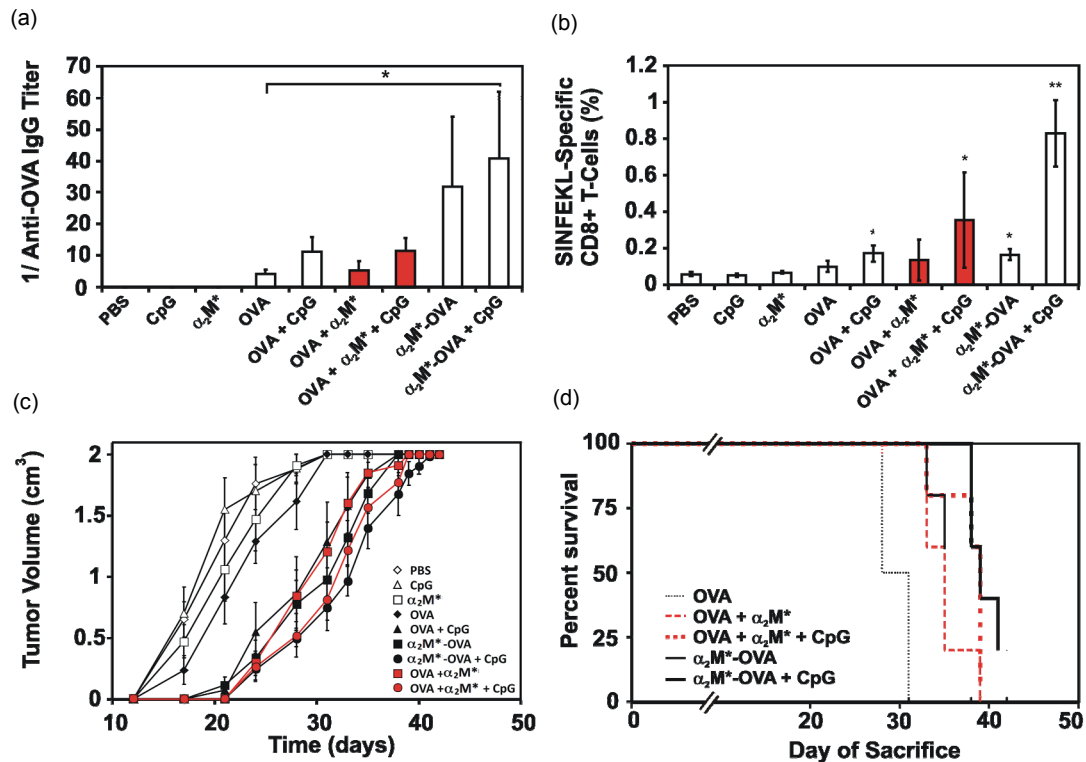 (a)
1/ Anti-OVA IgG Titer
70
60
50
40
30
20
10
0
*
PBS
CpG
α₂M*
OVA
OVA + CpG
OVA + α₂M*
OVA + α₂M* + CpG
α₂M*-OVA
α₂M*-OVA + CpG
(b)
SINFEKL-Specific
CD8+ T-Cells (%)
1.2
1
0.8
0.6
0.4
0.2
0
*
*
*
**
PBS
CpG
α₂M*
OVA
OVA + CpG
OVA + α₂M*
OVA + α₂M* + CpG
α₂M*-OVA
α₂M*-OVA + CpG
(c)
Tumor Volume (cm³)
2
1.5
1
0.5
0
10
20
30
40
50
Time (days)
PBS
CpG
α₂M*
OVA
OVA + CpG
α₂M*-OVA
α₂M*-OVA + CpG
OVA +α₂M*
OVA +α₂M* + CpG
(d)
Percent survival
100
75
50
25
0
0
20
30
40
50
Day of Sacrifice
OVA
OVA + α₂M*
OVA + α₂M* + CpG
α₂M*-OVA
α₂M*-OVA + CpG